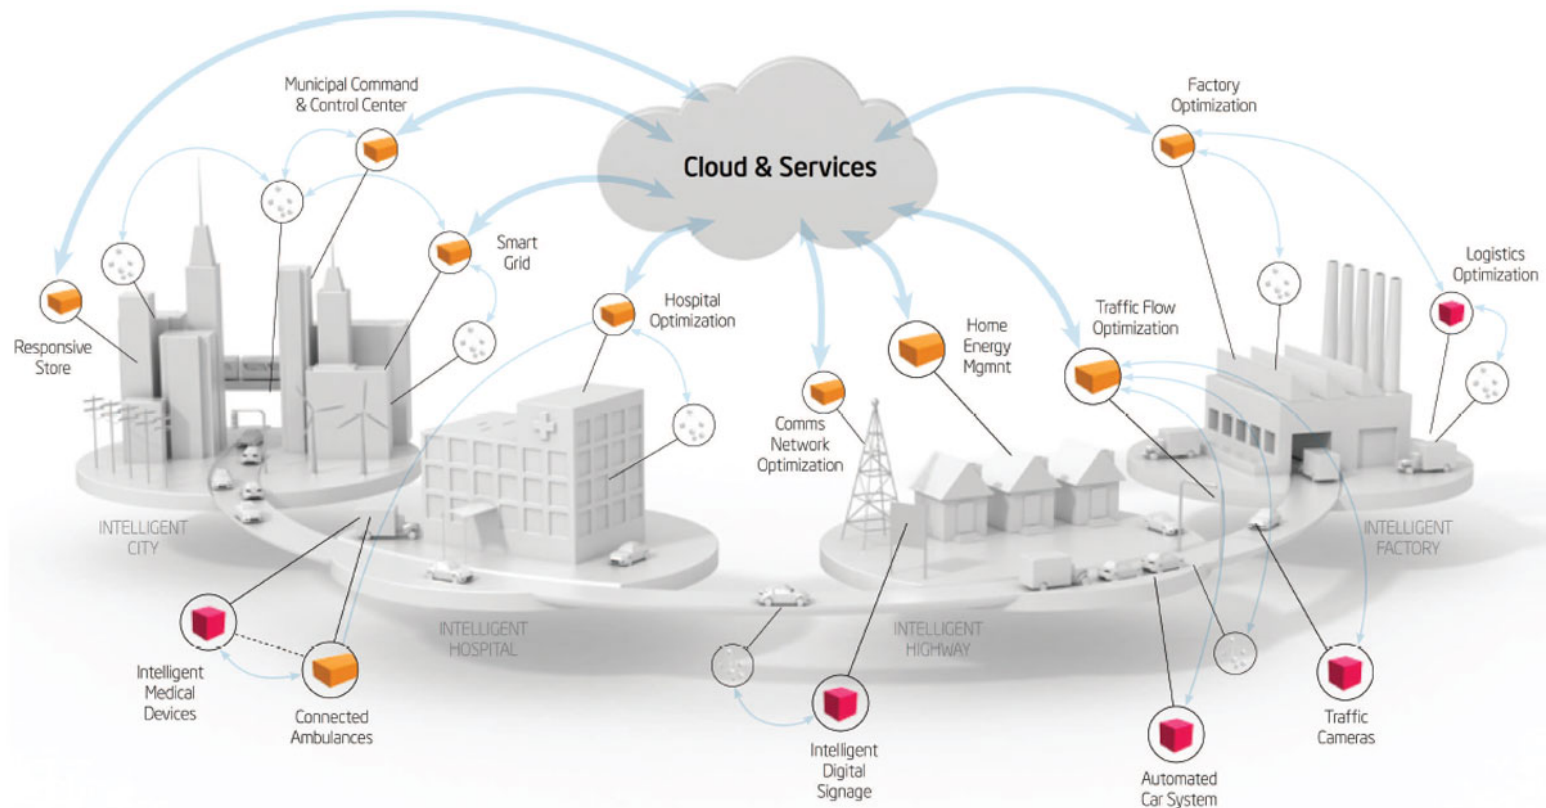 Municipal Command
& Control Center
Factory
Optimization
Cloud & Services
Smart
Grid
Logistics
Optimization
Hospital
Optimization
Home
Energy
Mgmnt
Traffic Flow
Optimization
Responsive
Store
Comms
Network
Optimization
INTELLIGENT
CITY
INTELLIGENT
FACTORY
INTELLIGENT
HOSPITAL
INTELLIGENT
HIGHWAY
Intelligent
Medical
Devices
Connected
Ambulances
Intelligent
Digital
Signage
Automated
Car System
Traffic
Cameras